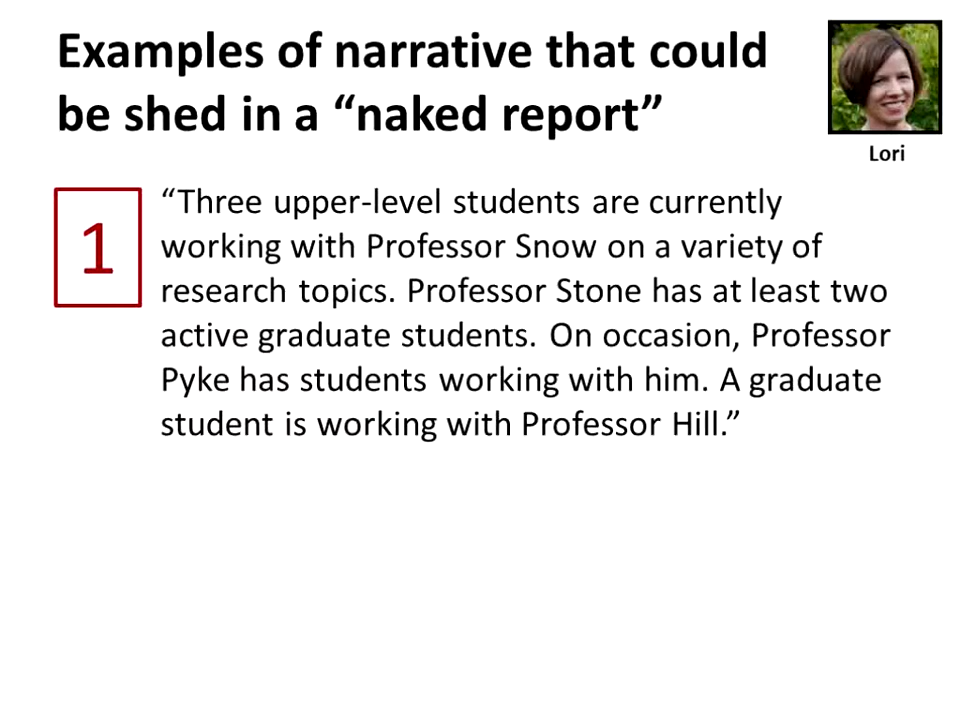 Examples of narrative that could
be shed in a “naked report”
Lori
1
“Three upper-level students are currently
working with Professor Snow on a variety of
research topics. Professor Stone has at least two
active graduate students. On occasion, Professor
Pyke has students working with him. A graduate
student is working with Professor Hill.”